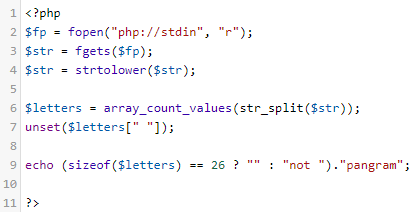 1 <?php
2 $fp = fopen("php://stdin", "r");
3 $str = fgets($fp);
4 $str = strtolower($str);
5
6 $letters = array_count_values(str_split($str));
7 unset($letters[" "]);
8
9 echo (sizeof($letters) == 26 ? "" : "not ")."pangram";
10
11 ?>